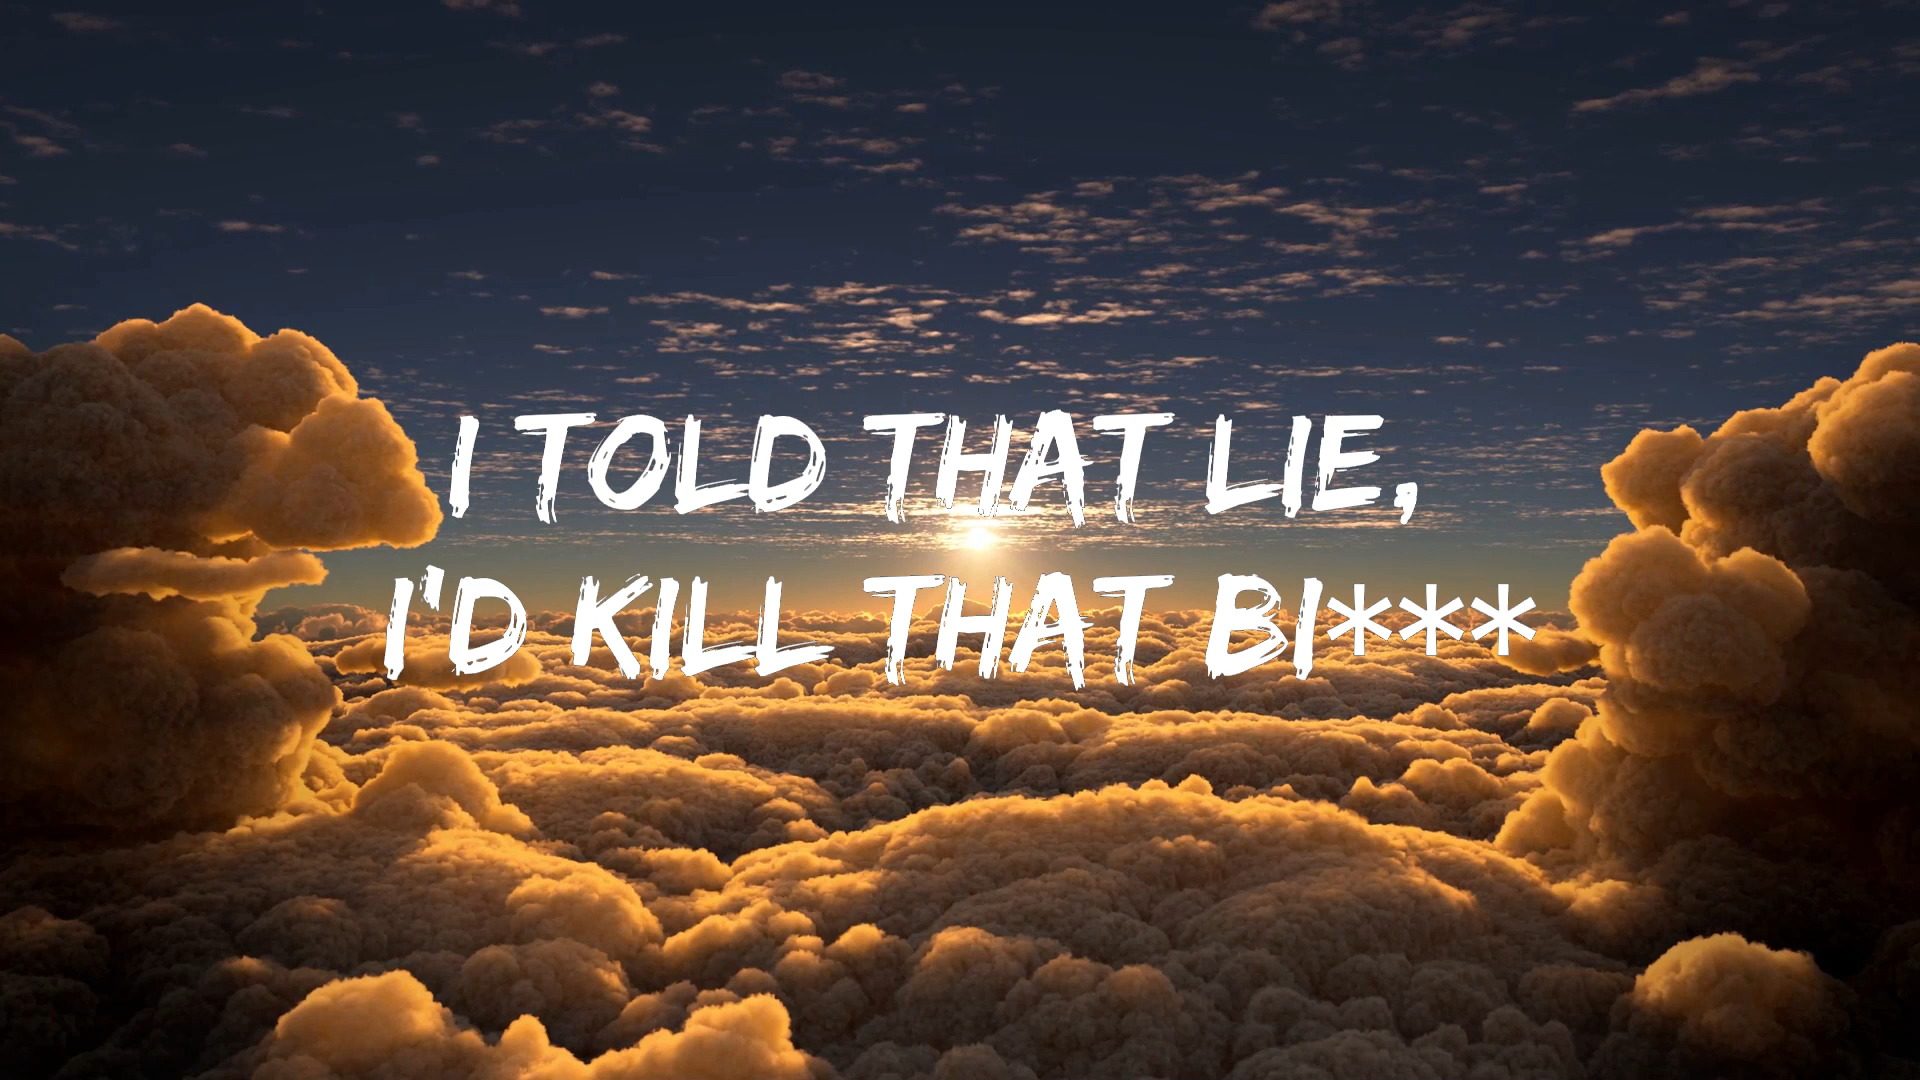 I TOLD THAT LIE,
I'D KILL THAT BI***